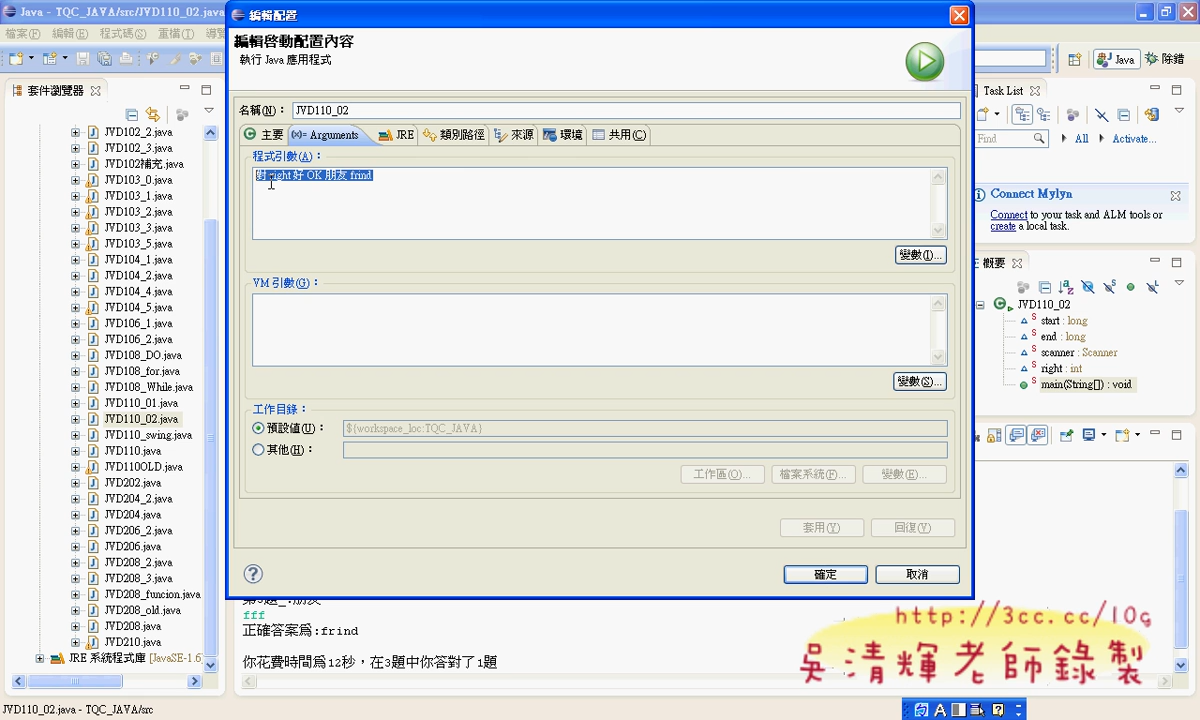 Java - TQC_JAVA/src/JVD110_02.java
檔案(F) 編輯(E) 程式碼(S) 重構(T)
Java
除錯
套件瀏覽器
JVD102_2.java
JVD102_3.java
JVD102補充.java
JVD103_0.java
JVD103_1.java
JVD103_2.java
JVD103_3.java
JVD103_5.java
JVD104_1.java
JVD104_2.java
JVD104_4.java
JVD104_5.java
JVD106_1.java
JVD106_2.java
JVD108_DO.java
JVD108_for.java
JVD108_While.java
JVD110_01.java
JVD110_02.java
JVD110_swing.java
JVD110.java
JVD110OLD.java
JVD202.java
JVD204_2.java
JVD204.java
JVD206_2.java
JVD206.java
JVD208_2.java
JVD208_3.java
JVD208_funcion.java
JVD208_old.java
JVD208.java
JVD210.java
JRE 系統程式庫 [JavaSE-1.6]
JVD110_02.java - TQC_JAVA/src
編輯配置
編輯啓動配置內容
執行 Java 應用程式
名稱(N)：
JVD110_02
主要
(x)= Arguments
JRE
類別路徑
來源
環境
共用(C)
程式引數(A)：
對 right 好 OK 朋友 frind
變數(I)...
VM 引數(G)：
變數(S)...
工作目錄：
預設值(U)：
${workspace_loc:TQC_JAVA}
其他(H)：
工作區(O)...
檔案系統(F)...
變數(E)...
套用(Y)
回復(V)
確定
取消
fff
正確答案爲:frind
你花費時間爲12秒，在3題中你答對了1題
Task List
Find
All
Activate...
Connect Mylyn
Connect to your task and ALM tools or
create a local task.
概要
JVD110_02
start : long
end : long
scanner : Scanner
right : int
main(String[]) : void
http://3cc.cc/10g
吳清輝老師錄製